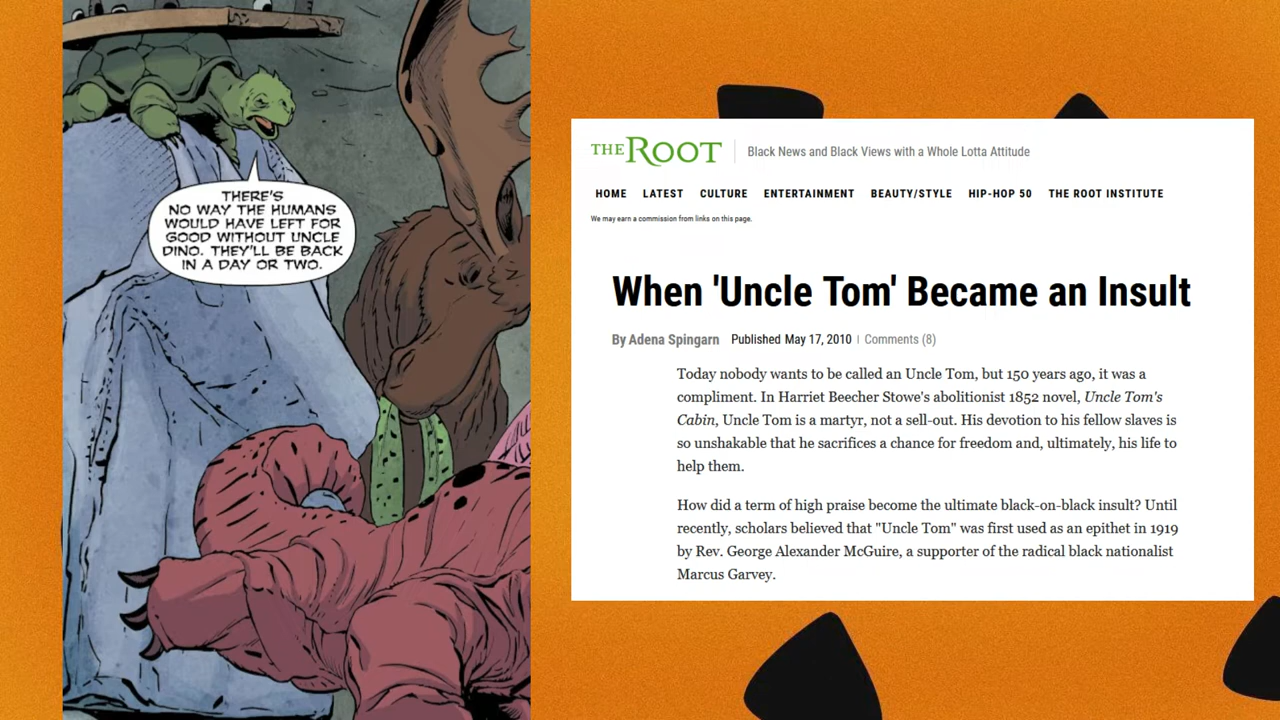 THERE'S
NO WAY THE HUMANS
WOULD HAVE LEFT FOR
GOOD WITHOUT UNCLE
DINO. THEY'LL BE BACK
IN A DAY OR TWO.
THE ROOT
Black News and Black Views with a Whole Lotta Attitude
HOME LATEST CULTURE ENTERTAINMENT BEAUTY/STYLE HIP-HOP 50 THE ROOT INSTITUTE
We may earn a commission from links on this page.
When 'Uncle Tom' Became an Insult
By Adena Spingarn Published May 17, 2010 | Comments (8)
Today nobody wants to be called an Uncle Tom, but 150 years ago, it was a
compliment. In Harriet Beecher Stowe's abolitionist 1852 novel, Uncle Tom's
Cabin, Uncle Tom is a martyr, not a sell-out. His devotion to his fellow slaves is
so unshakable that he sacrifices a chance for freedom and, ultimately, his life to
help them.
How did a term of high praise become the ultimate black-on-black insult? Until
recently, scholars believed that "Uncle Tom" was first used as an epithet in 1919
by Rev. George Alexander McGuire, a supporter of the radical black nationalist
Marcus Garvey.